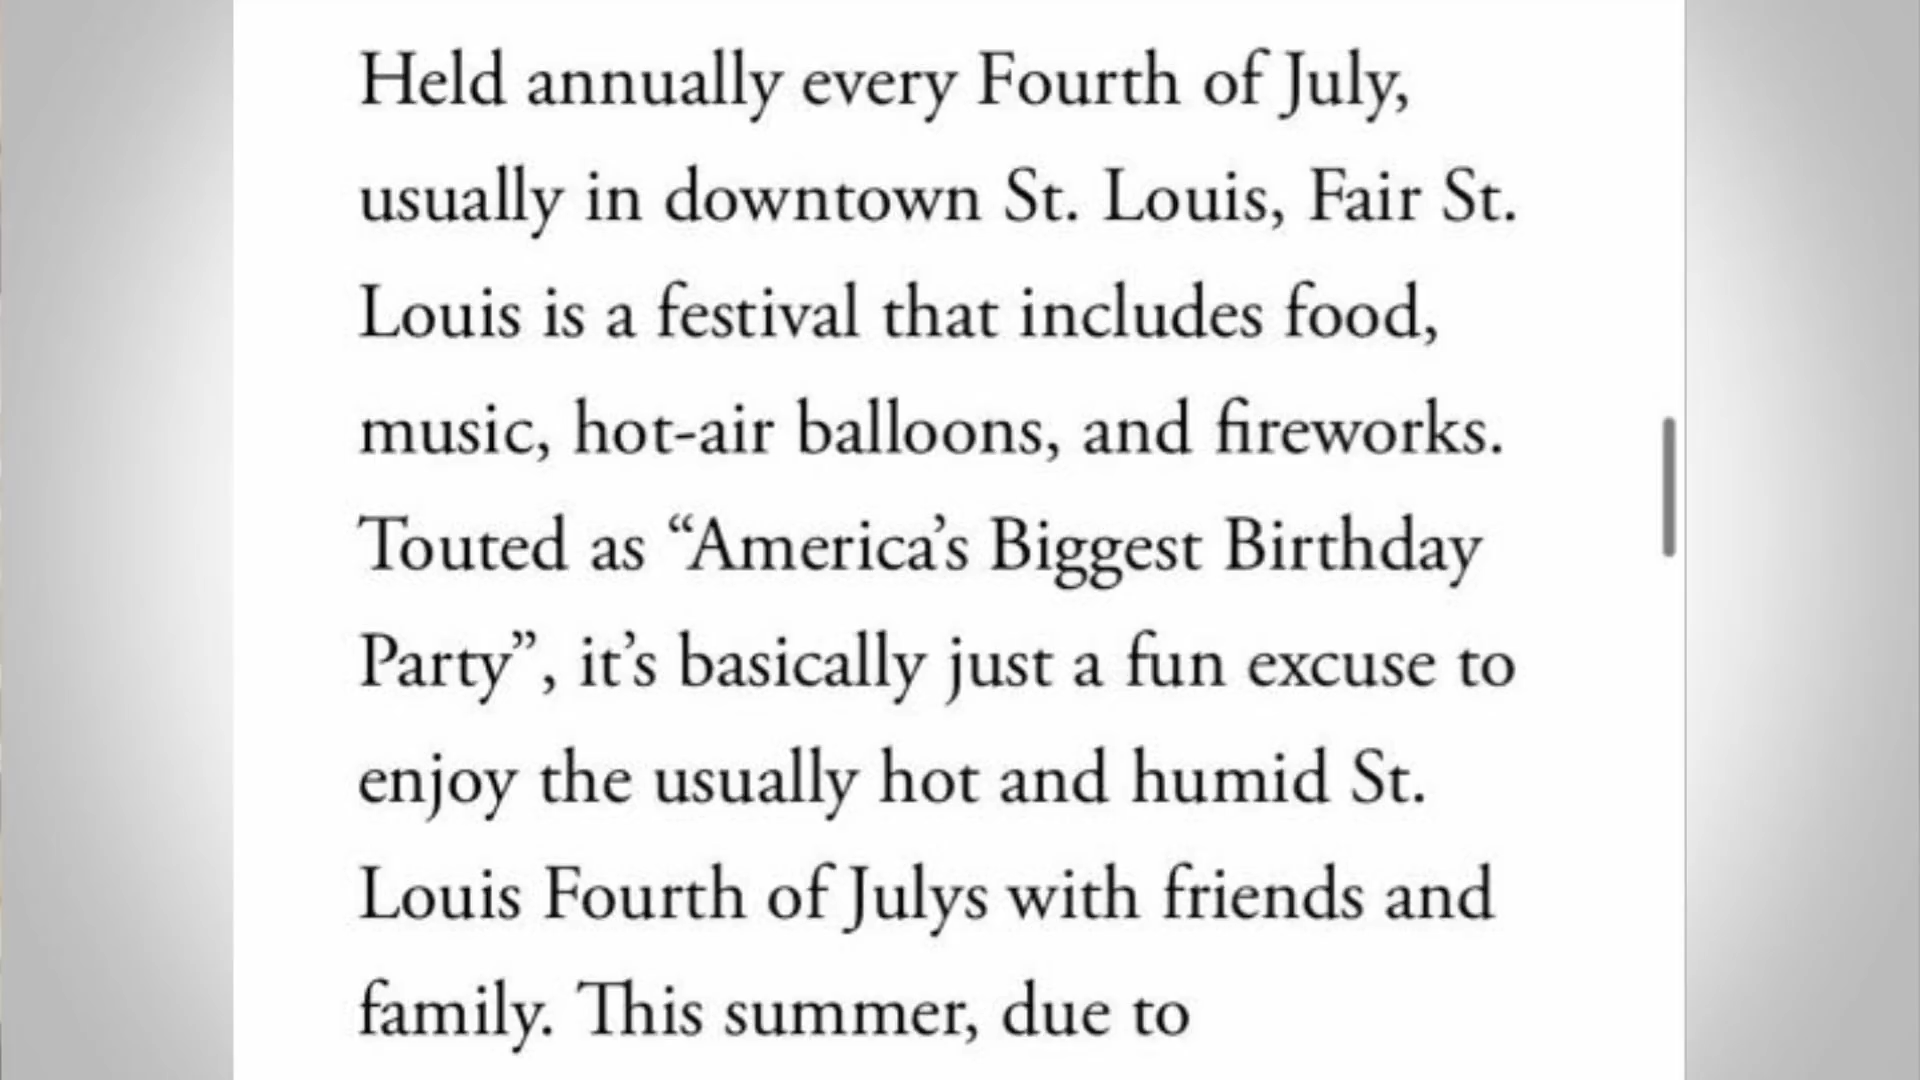 Held annually every Fourth of July,
usually in downtown St. Louis, Fair St.
Louis is a festival that includes food,
music, hot-air balloons, and fireworks.
Touted as “America’s Biggest Birthday
Party”, it’s basically just a fun excuse to
enjoy the usually hot and humid St.
Louis Fourth of Julys with friends and
family. This summer, due to